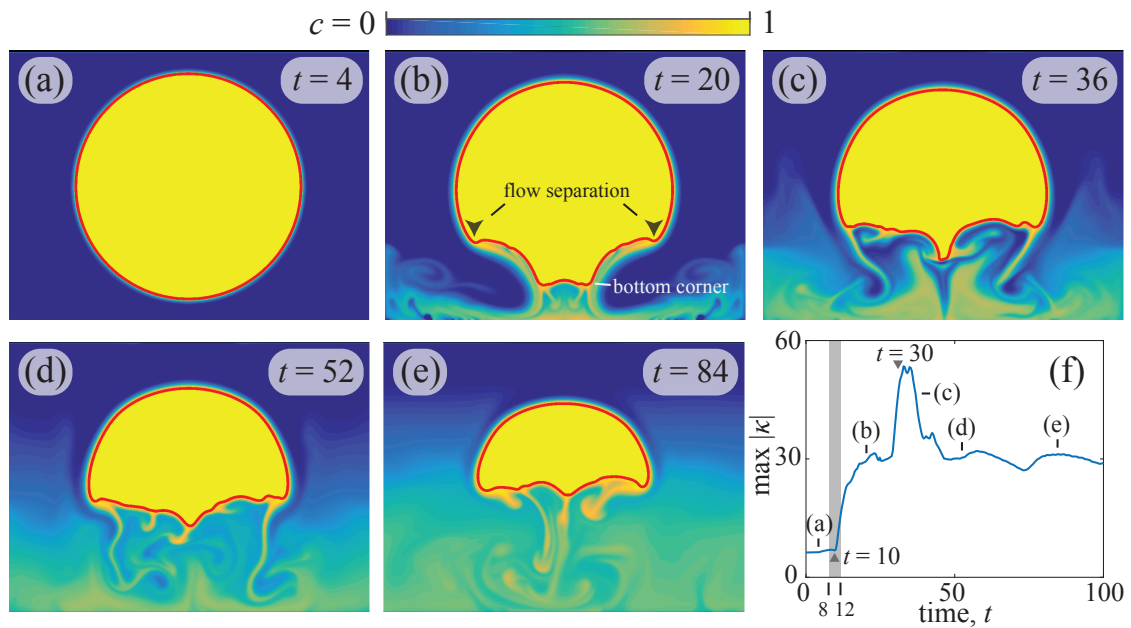 c = 0
1
(a)
t = 4
(b)
t = 20
flow separation
bottom corner
(c)
t = 36
(d)
t = 52
(e)
t = 84
(f)
60
t = 30
(c)
(b)
(d)
(e)
30
max |κ|
(a)
t = 10
0
0
8
12
50
100
time, t